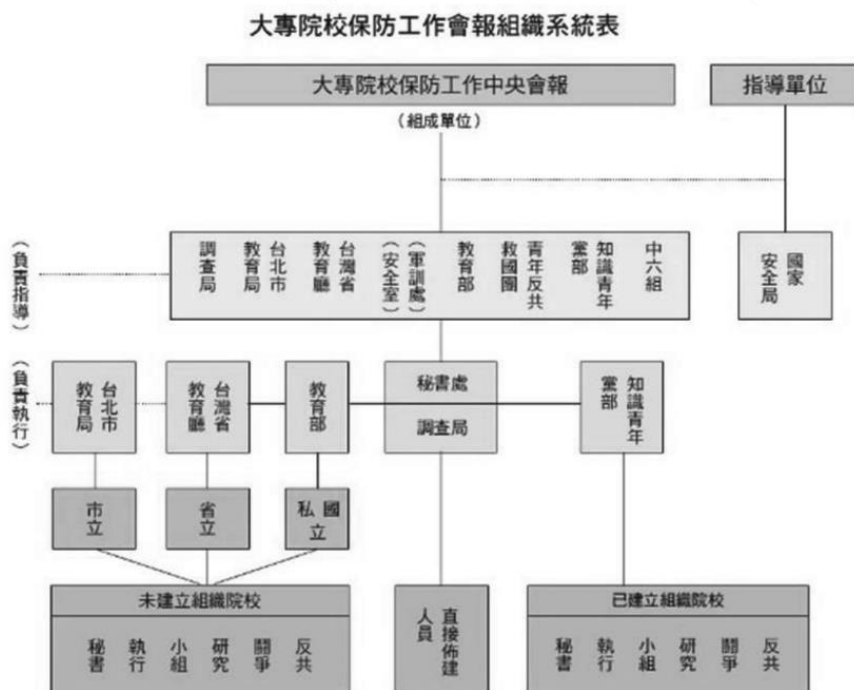 大專院校保防工作會報組織系統表
大專院校保防工作中央會報
指導單位
（組成單位）
（負責指導）
中六組
知識青年
黨部
青年反共
救國團
教育部
（軍訓處）
（安全室）
台灣省
教育廳
台北市
教育局
調查局
國家
安全局
（負責執行）
台北市
教育局
台灣省
教育廳
教育部
秘書處
調查局
知識青年
黨部
市立
省立
國私
立
未建立組織院校
反共
鬪爭
研究
小組
執行
秘書
直接佈建
人員
已建立組織院校
反共
鬪爭
研究
小組
執行
秘書